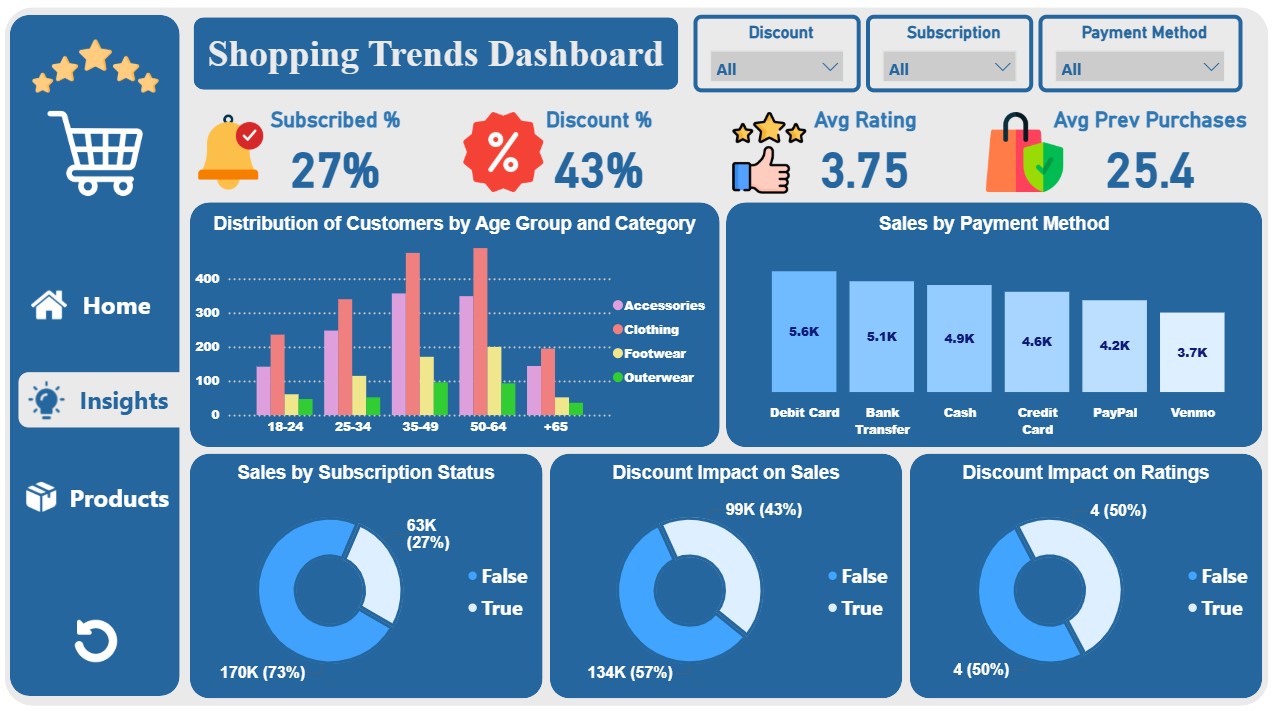 Shopping Trends Dashboard
Discount
All
Subscription
All
Payment Method
All
Subscribed %
27%
Discount %
%
43%
Avg Rating
3.75
Avg Prev Purchases
25.4
Home
Insights
Products
Distribution of Customers by Age Group and Category
400
300
200
100
0
18-24
25-34
35-49
50-64
+65
Accessories
Clothing
Footwear
Outerwear
Sales by Payment Method
5.6K
5.1K
4.9K
4.6K
4.2K
3.7K
Debit Card
Bank
Transfer
Cash
Credit
Card
PayPal
Venmo
Sales by Subscription Status
63K
(27%)
170K (73%)
False
True
Discount Impact on Sales
99K (43%)
134K (57%)
False
True
Discount Impact on Ratings
4 (50%)
4 (50%)
False
True